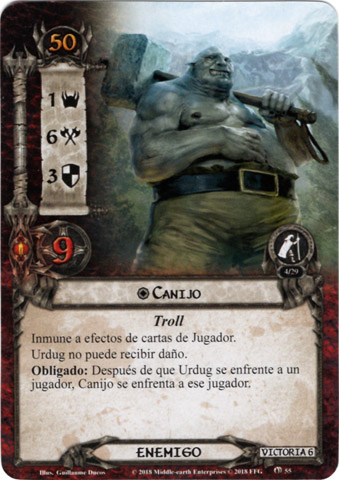 50
1
6
3
9
4/29
Canijo
Troll
Inmune a efectos de cartas de Jugador.
Urdug no puede recibir daño.
Obligado: Después de que Urdug se enfrente a un
jugador, Canijo se enfrenta a ese jugador.
ENEMIGO
VICTORIA 6
Illus. Guillaume Ducos
© 2018 Middle-earth Enterprises © 2018 FFG
55